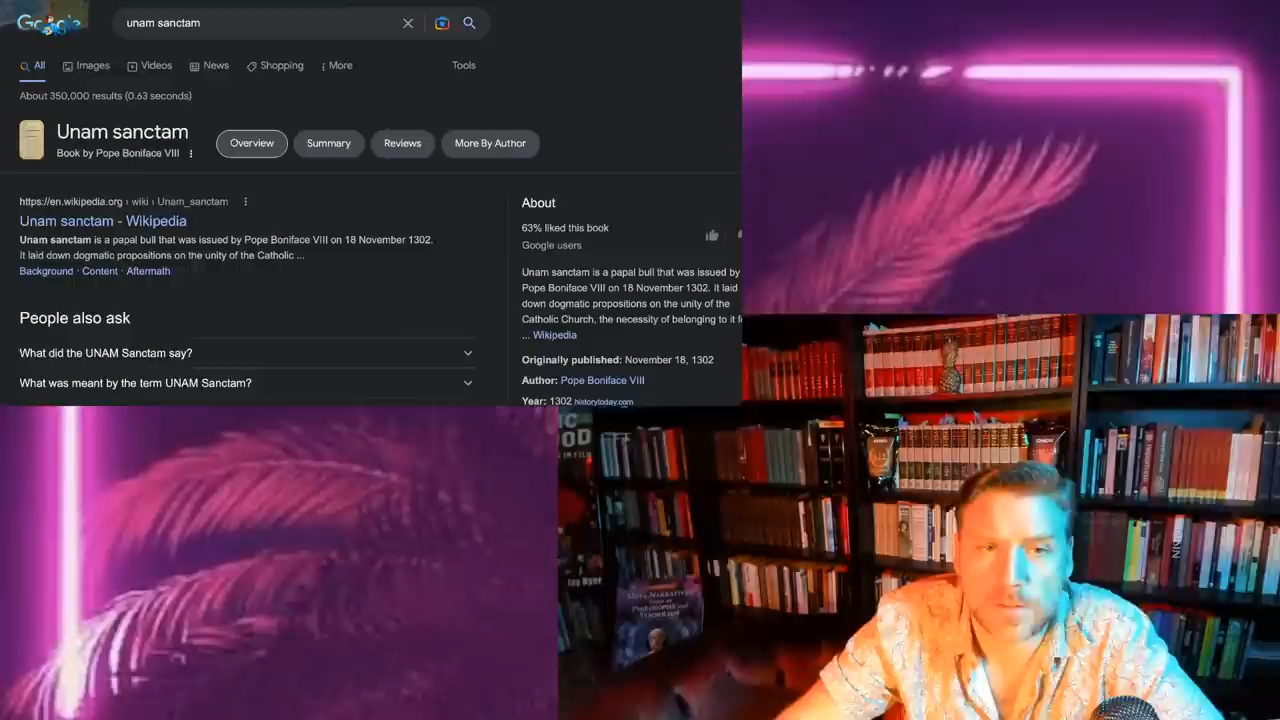 Google
unam sanctam
All
Images
Videos
News
Shopping
More
Tools
About 350,000 results (0.63 seconds)
Unam sanctam
Book by Pope Boniface VIII
Overview
Summary
Reviews
More By Author
https://en.wikipedia.org › wiki › Unam_sanctam
Unam sanctam - Wikipedia
Unam sanctam is a papal bull that was issued by Pope Boniface VIII on 18 November 1302.
It laid down dogmatic propositions on the unity of the Catholic ...
Background · Content · Aftermath
People also ask
What did the UNAM Sanctam say?
What was meant by the term UNAM Sanctam?
About
63% liked this book
Google users
Unam sanctam is a papal bull that was issued by
Pope Boniface VIII on 18 November 1302. It laid
down dogmatic propositions on the unity of the
Catholic Church, the necessity of belonging to it f
... Wikipedia
Originally published: November 18, 1302
Author: Pope Boniface VIII
Year: 1302 historytoday.com